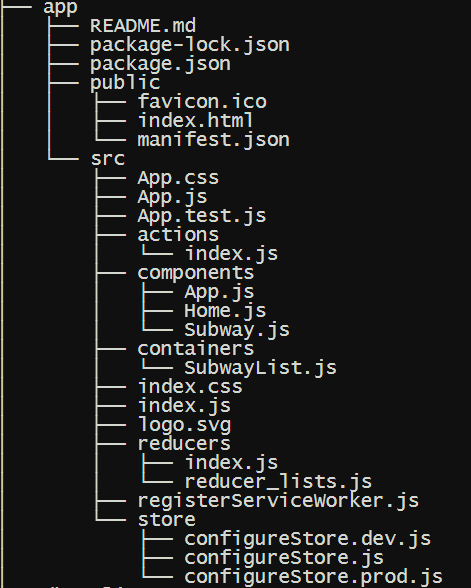 ├── app
│   ├── README.md
│   ├── package-lock.json
│   ├── package.json
│   ├── public
│   │   ├── favicon.ico
│   │   ├── index.html
│   │   └── manifest.json
│   └── src
│       ├── App.css
│       ├── App.js
│       ├── App.test.js
│       ├── actions
│       │   └── index.js
│       ├── components
│       │   ├── App.js
│       │   ├── Home.js
│       │   └── Subway.js
│       ├── containers
│       │   └── SubwayList.js
│       ├── index.css
│       ├── index.js
│       ├── logo.svg
│       ├── reducers
│       │   ├── index.js
│       │   └── reducer_lists.js
│       ├── registerServiceWorker.js
│       └── store
│           ├── configureStore.dev.js
│           ├── configureStore.js
│           └── configureStore.prod.js